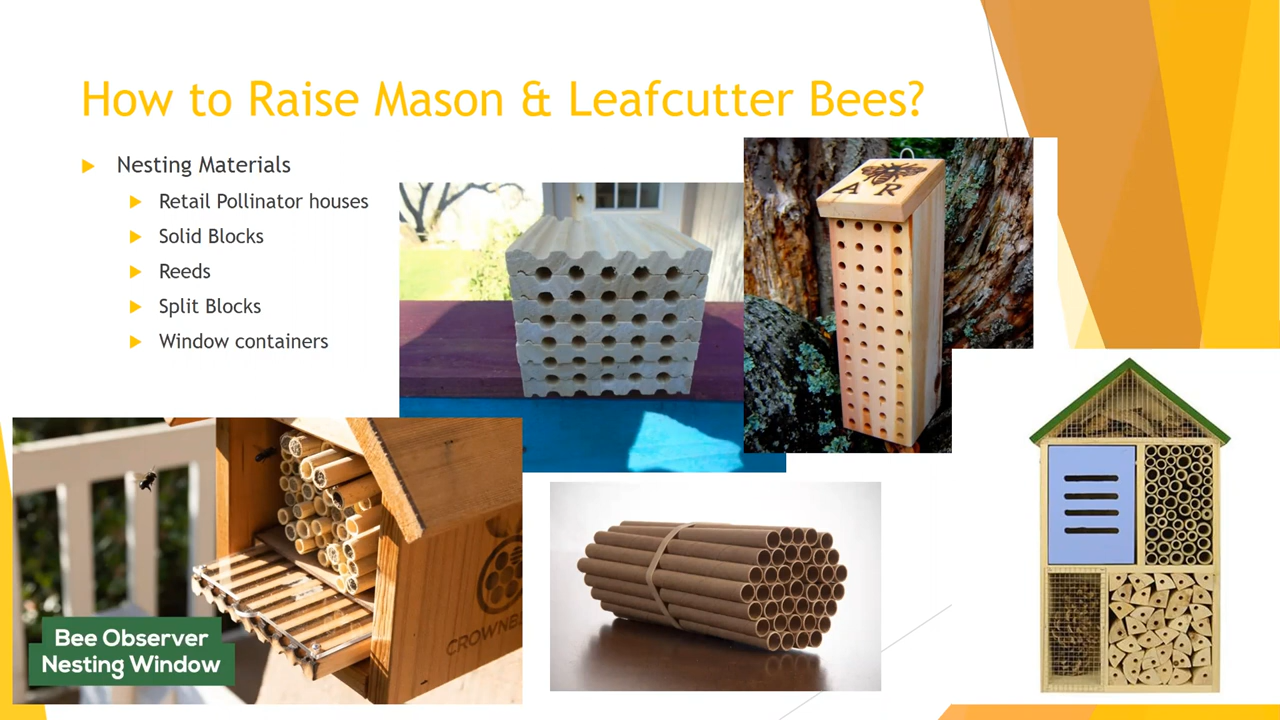 How to Raise Mason & Leafcutter Bees?
Nesting Materials
Retail Pollinator houses
Solid Blocks
Reeds
Split Blocks
Window containers
A R
Bee Observer
Nesting Window